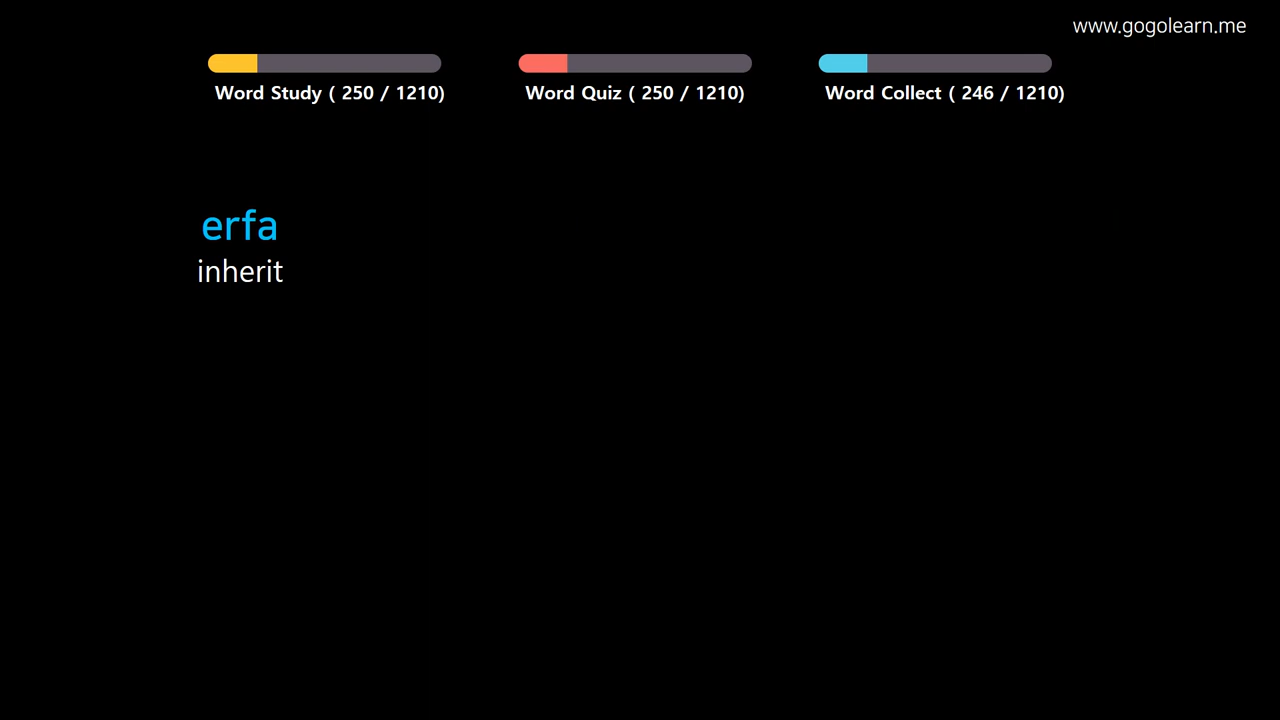 www.gogolearn.me
Word Study ( 250 / 1210)
Word Quiz ( 250 / 1210)
Word Collect ( 246 / 1210)
erfa
inherit